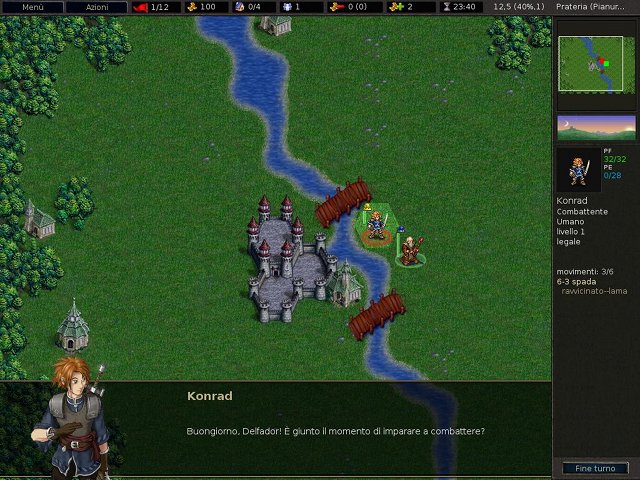 Menù Azioni 1/12 100 0/4 1 0 (0) 2 23:40 12,5 (40%,1) Prateria (Pianur...
PF
32/32
PE
0/28
Konrad
Combattente
Umano
livello 1
legale
movimenti: 3/6
6-3 spada
ravvicinato--lama
Konrad
Buongiorno, Delfador! È giunto il momento di imparare a combattere?
Fine turno